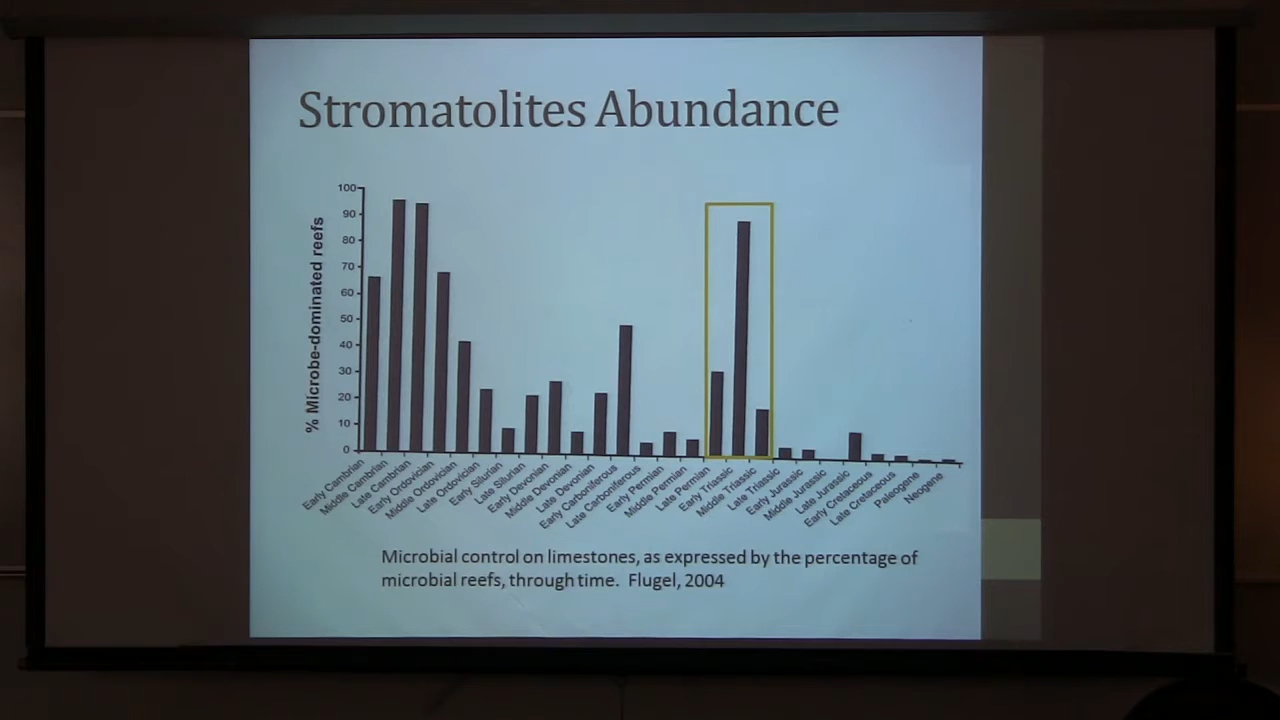 Stromatolites Abundance
% Microbe-dominated reefs
100
90
80
70
60
50
40
30
20
10
0
Early Cambrian
Middle Cambrian
Late Cambrian
Early Ordovician
Middle Ordovician
Late Ordovician
Early Silurian
Late Silurian
Early Devonian
Middle Devonian
Late Devonian
Early Carboniferous
Late Carboniferous
Early Permian
Middle Permian
Late Permian
Early Triassic
Middle Triassic
Late Triassic
Early Jurassic
Middle Jurassic
Late Jurassic
Early Cretaceous
Late Cretaceous
Paleogene
Neogene
Microbial control on limestones, as expressed by the percentage of
microbial reefs, through time. Flugel, 2004